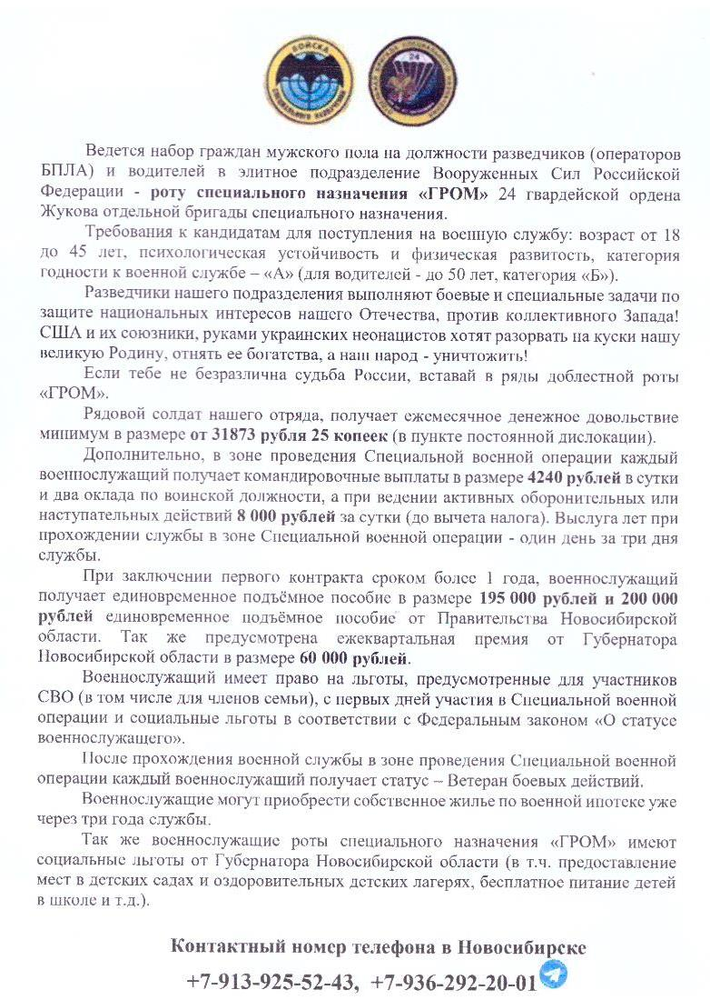 ВОЙСКА
СПЕЦИАЛЬНОГО НАЗНАЧЕНИЯ
24
Ведется набор граждан мужского пола на должности разведчиков (операторов
БПЛА) и водителей в элитное подразделение Вооруженных Сил Российской
Федерации - роту специального назначения «ГРОМ» 24 гвардейской ордена
Жукова отдельной бригады специального назначения.
Требования к кандидатам для поступления на военную службу: возраст от 18
до 45 лет, психологическая устойчивость и физическая развитость, категория
годности к военной службе – «А» (для водителей - до 50 лет, категория «Б»).
Разведчики нашего подразделения выполняют боевые и специальные задачи по
защите национальных интересов нашего Отечества, против коллективного Запада!
США и их союзники, руками украинских неонацистов хотят разорвать на куски нашу
великую Родину, отнять ее богатства, а наш народ - уничтожить!
Если тебе не безразлична судьба России, вставай в ряды доблестной роты
«ГРОМ».
Рядовой солдат нашего отряда, получает ежемесячное денежное довольствие
минимум в размере от 31873 рубля 25 копеек (в пункте постоянной дислокации).
Дополнительно, в зоне проведения Специальной военной операции каждый
военнослужащий получает командировочные выплаты в размере 4240 рублей в сутки
и два оклада по воинской должности, а при ведении активных оборонительных или
наступательных действий 8 000 рублей за сутки (до вычета налога). Выслуга лет при
прохождении службы в зоне Специальной военной операции - один день за три дня
службы.
При заключении первого контракта сроком более 1 года, военнослужащий
получает единовременное подъёмное пособие в размере 195 000 рублей и 200 000
рублей единовременное подъёмное пособие от Правительства Новосибирской
области. Так же предусмотрена ежеквартальная премия от Губернатора
Новосибирской области в размере 60 000 рублей.
Военнослужащий имеет право на льготы, предусмотренные для участников
СВО (в том числе для членов семьи), с первых дней участия в Специальной военной
операции и социальные льготы в соответствии с Федеральным законом «О статусе
военнослужащего».
После прохождения военной службы в зоне проведения Специальной военной
операции каждый военнослужащий получает статус – Ветеран боевых действий.
Военнослужащие могут приобрести собственное жилье по военной ипотеке уже
через три года службы.
Так же военнослужащие роты специального назначения «ГРОМ» имеют
социальные льготы от Губернатора Новосибирской области (в т.ч. предоставление
мест в детских садах и оздоровительных детских лагерях, бесплатное питание детей
в школе и т.д.).
Контактный номер телефона в Новосибирске
+7-913-925-52-43, +7-936-292-20-01